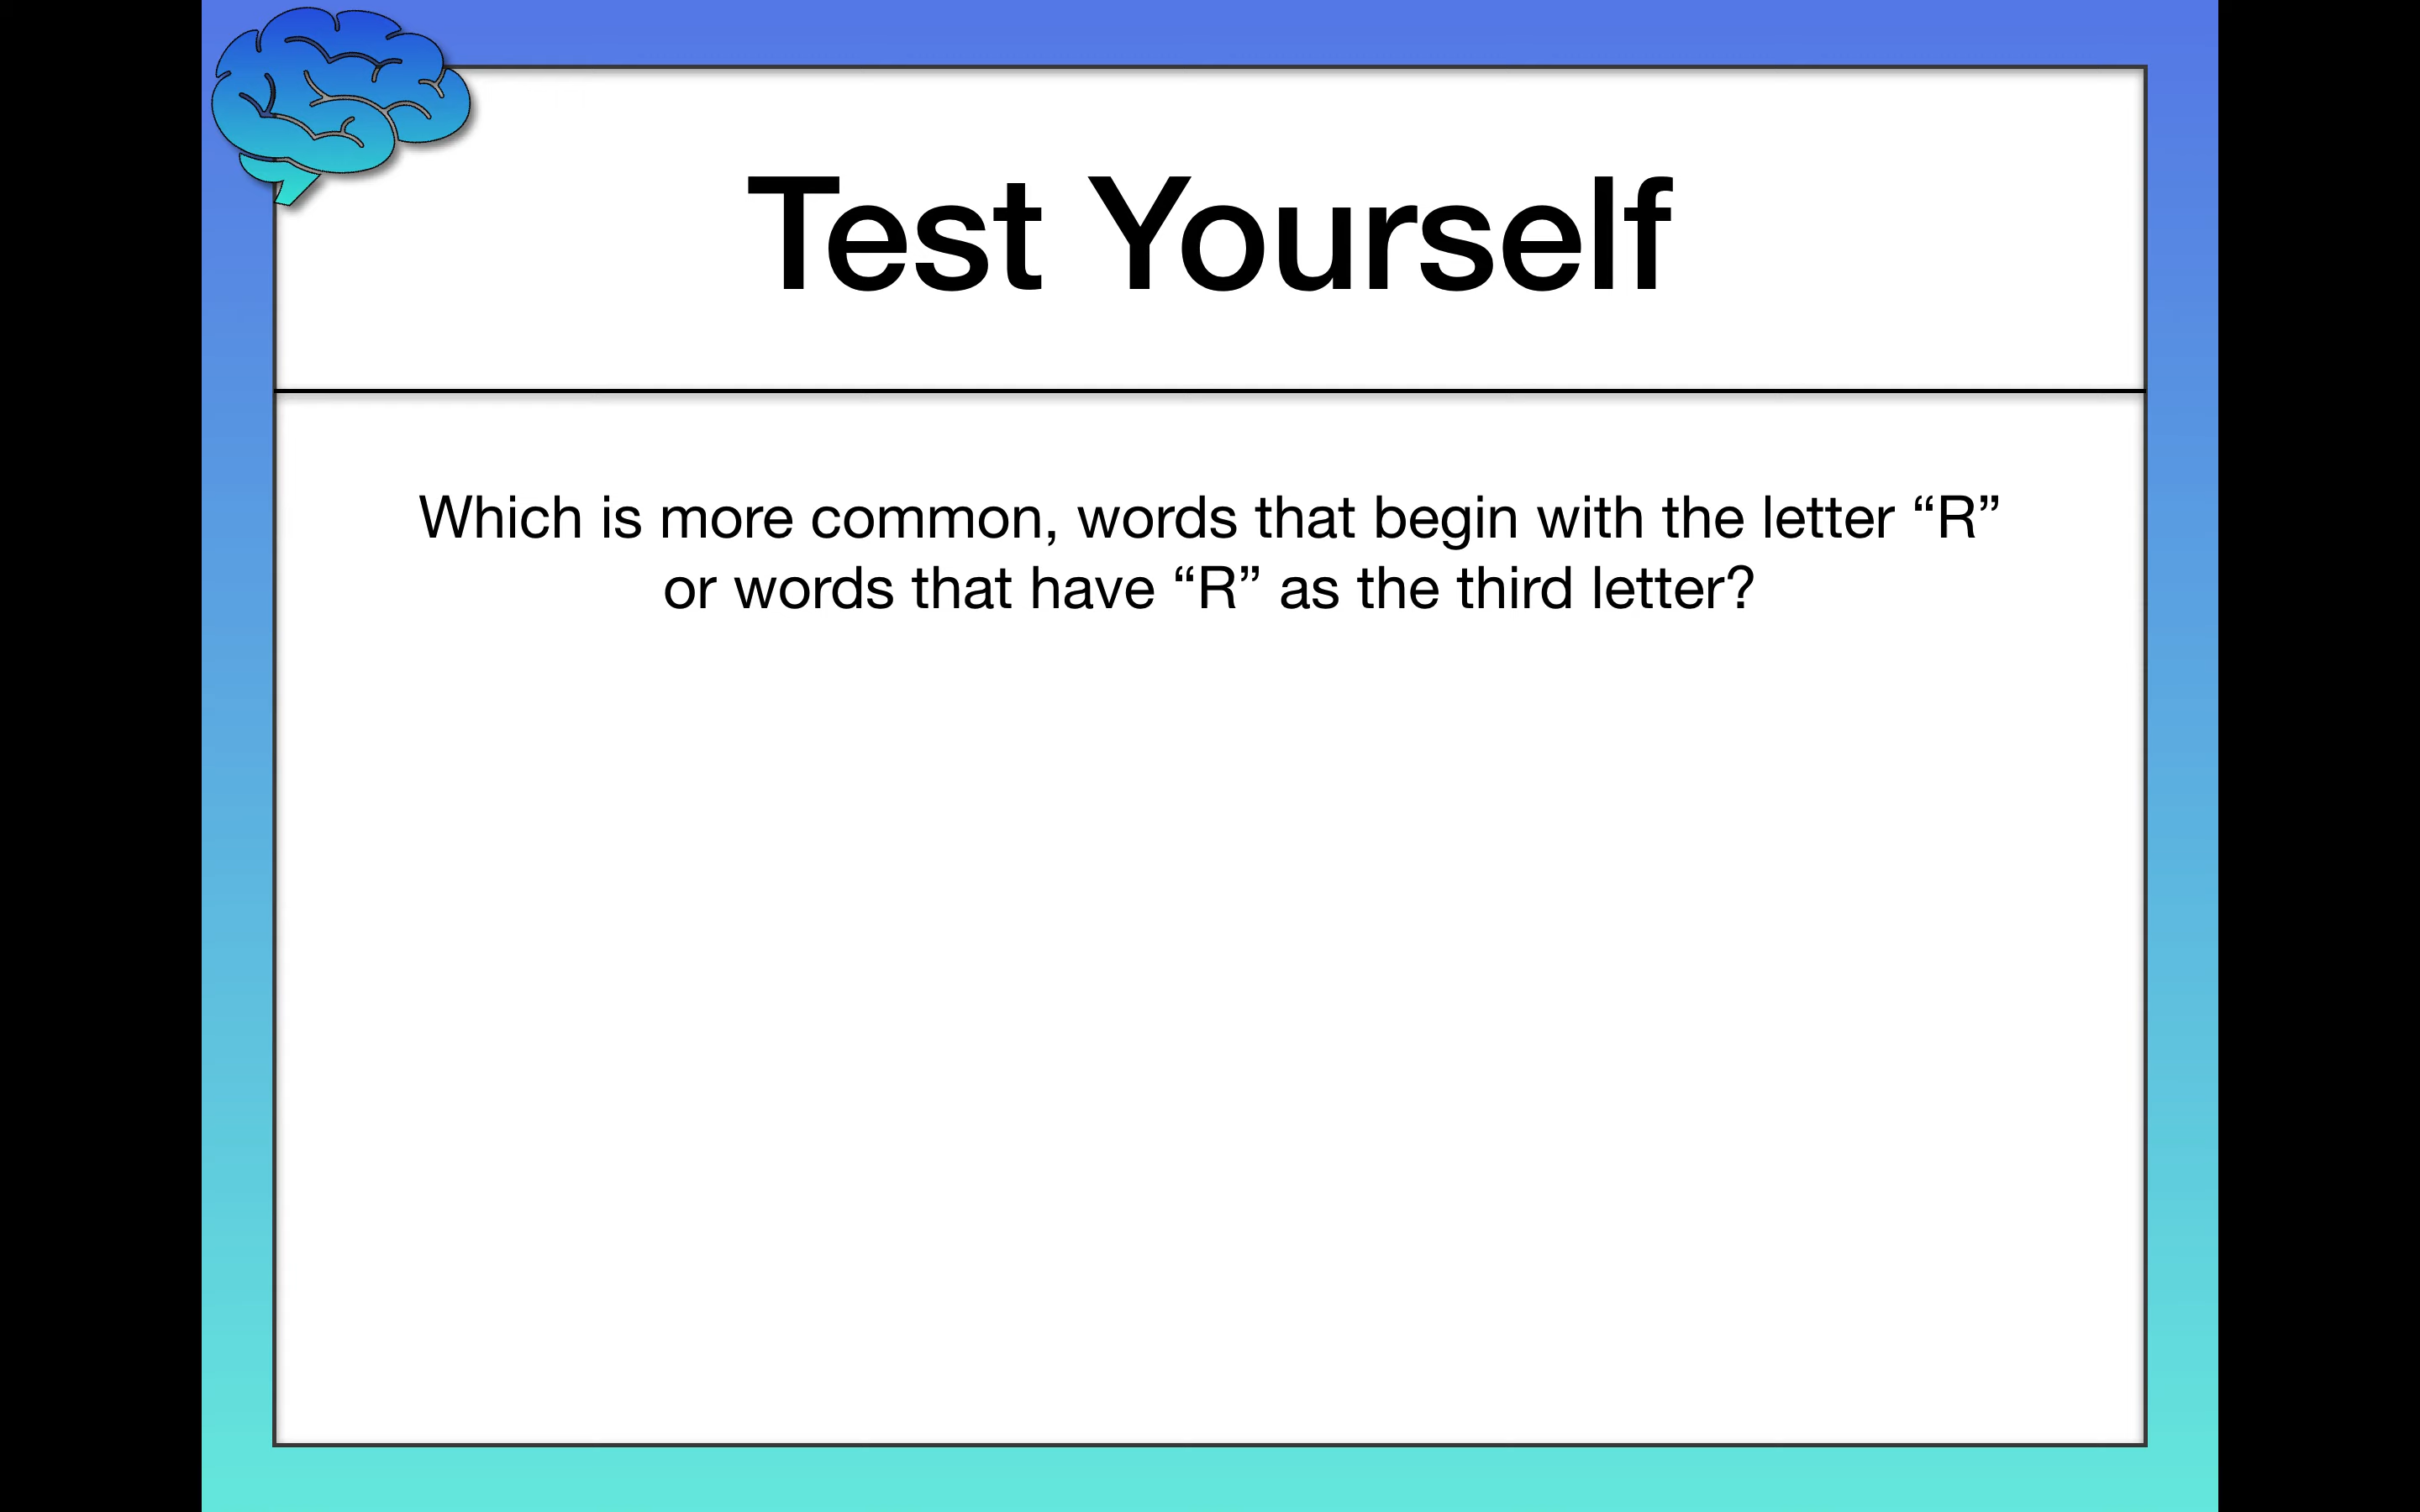 Test Yourself
Which is more common, words that begin with the letter “R”
or words that have “R” as the third letter?